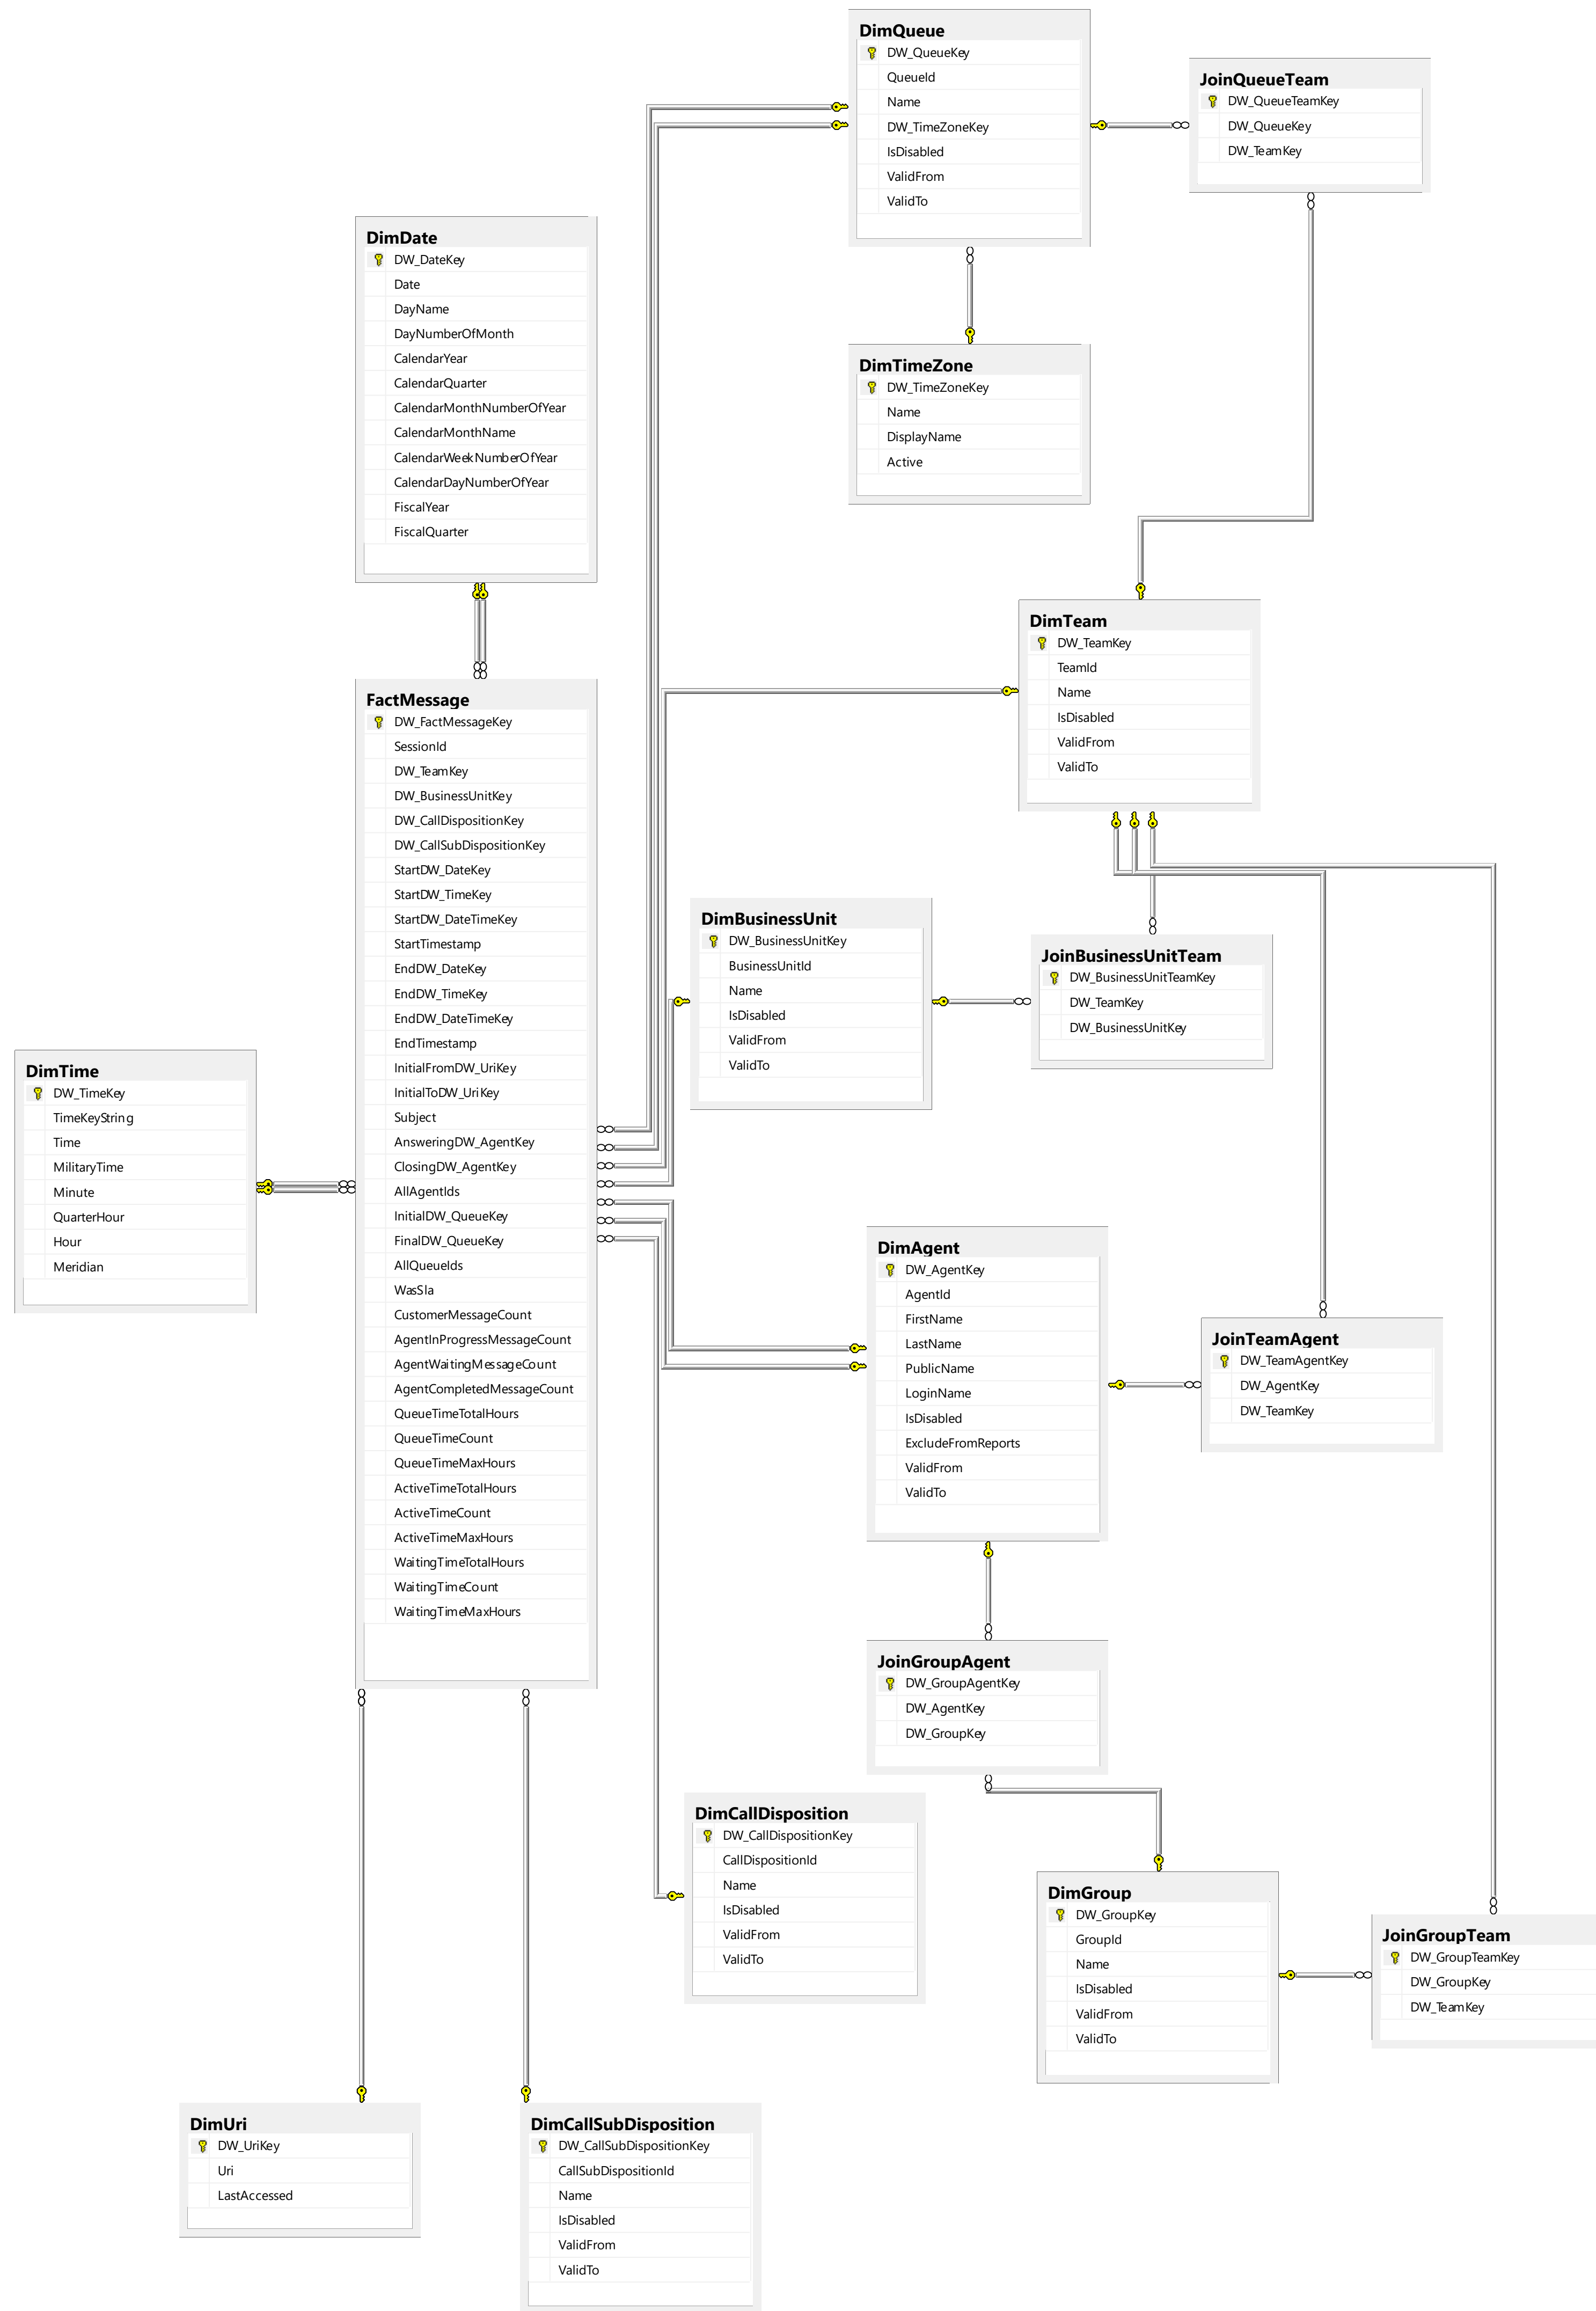 DimQueue
DW_QueueKey
QueueId
Name
DW_TimeZoneKey
IsDisabled
ValidFrom
ValidTo
JoinQueueTeam
DW_QueueTeamKey
DW_QueueKey
DW_TeamKey
DimDate
DW_DateKey
Date
DayName
DayNumberOfMonth
CalendarYear
CalendarQuarter
CalendarMonthNumberOfYear
CalendarMonthName
CalendarWeekNumberOfYear
CalendarDayNumberOfYear
FiscalYear
FiscalQuarter
DimTimeZone
DW_TimeZoneKey
Name
DisplayName
Active
DimTeam
DW_TeamKey
TeamId
Name
IsDisabled
ValidFrom
ValidTo
FactMessage
DW_FactMessageKey
SessionId
DW_TeamKey
DW_BusinessUnitKey
DW_CallDispositionKey
DW_CallSubDispositionKey
StartDW_DateKey
StartDW_TimeKey
StartDW_DateTimeKey
StartTimestamp
EndDW_DateKey
EndDW_TimeKey
EndDW_DateTimeKey
EndTimestamp
InitialFromDW_UriKey
InitialToDW_UriKey
Subject
AnsweringDW_AgentKey
ClosingDW_AgentKey
AllAgentIds
InitialDW_QueueKey
FinalDW_QueueKey
AllQueueIds
WasSla
CustomerMessageCount
AgentInProgressMessageCount
AgentWaitingMessageCount
AgentCompletedMessageCount
QueueTimeTotalHours
QueueTimeCount
QueueTimeMaxHours
ActiveTimeTotalHours
ActiveTimeCount
ActiveTimeMaxHours
WaitingTimeTotalHours
WaitingTimeCount
WaitingTimeMaxHours
DimBusinessUnit
DW_BusinessUnitKey
BusinessUnitId
Name
IsDisabled
ValidFrom
ValidTo
JoinBusinessUnitTeam
DW_BusinessUnitTeamKey
DW_TeamKey
DW_BusinessUnitKey
DimTime
DW_TimeKey
TimeKeyString
Time
MilitaryTime
Minute
QuarterHour
Hour
Meridian
DimAgent
DW_AgentKey
AgentId
FirstName
LastName
PublicName
LoginName
IsDisabled
ExcludeFromReports
ValidFrom
ValidTo
JoinTeamAgent
DW_TeamAgentKey
DW_AgentKey
DW_TeamKey
JoinGroupAgent
DW_GroupAgentKey
DW_AgentKey
DW_GroupKey
DimCallDisposition
DW_CallDispositionKey
CallDispositionId
Name
IsDisabled
ValidFrom
ValidTo
DimGroup
DW_GroupKey
GroupId
Name
IsDisabled
ValidFrom
ValidTo
JoinGroupTeam
DW_GroupTeamKey
DW_GroupKey
DW_TeamKey
DimUri
DW_UriKey
Uri
LastAccessed
DimCallSubDisposition
DW_CallSubDispositionKey
CallSubDispositionId
Name
IsDisabled
ValidFrom
ValidTo